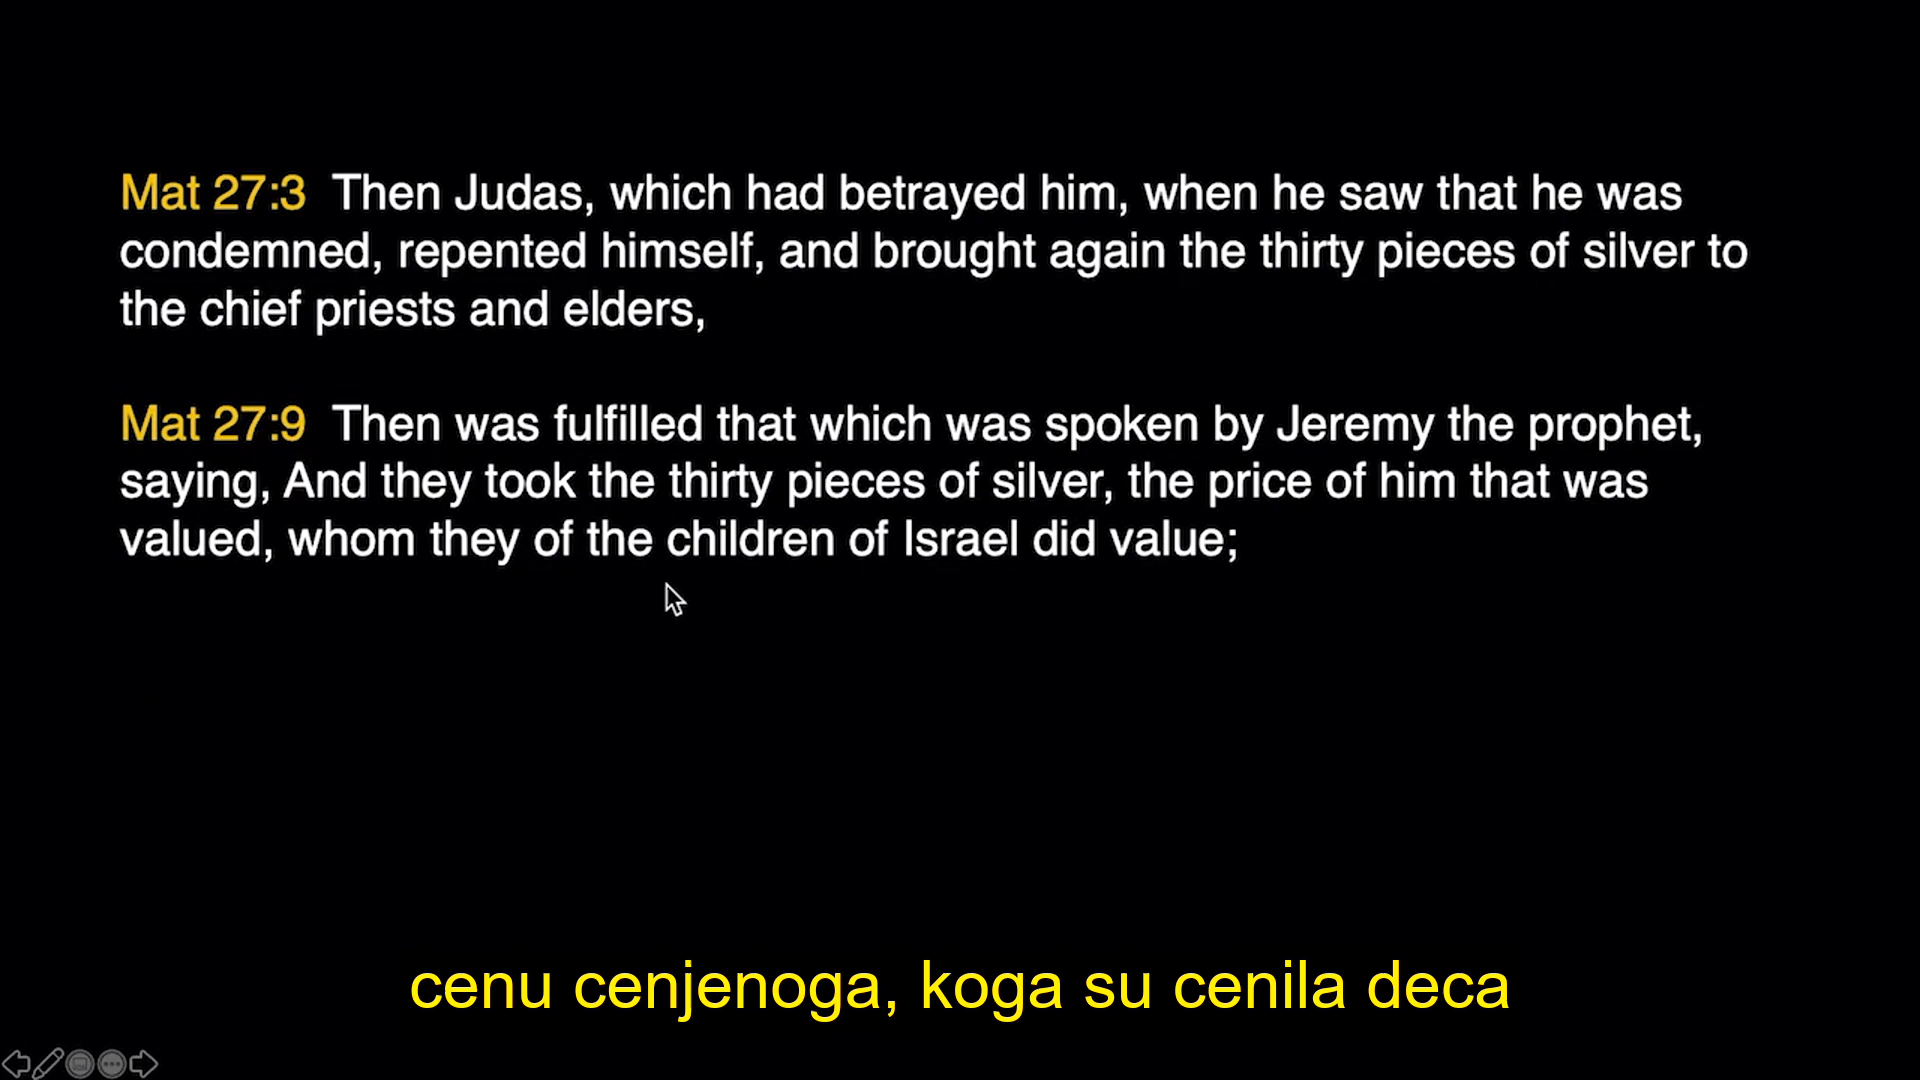 Mat 27:3 Then Judas, which had betrayed him, when he saw that he was
condemned, repented himself, and brought again the thirty pieces of silver to
the chief priests and elders,
Mat 27:9 Then was fulfilled that which was spoken by Jeremy the prophet,
saying, And they took the thirty pieces of silver, the price of him that was
valued, whom they of the children of Israel did value;
cenu cenjenoga, koga su cenila deca